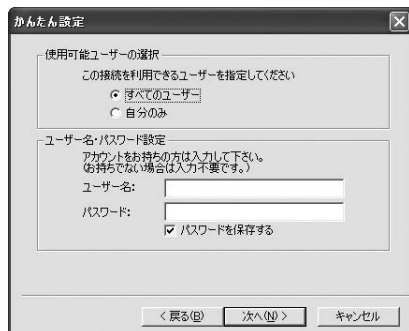 かんたん設定
使用可能ユーザーの選択
この接続を利用できるユーザーを指定してください
すべてのユーザー
自分のみ
ユーザー名・パスワード設定
アカウントをお持ちの方は入力して下さい。
(お持ちでない場合は入力不要です。)
ユーザー名:
パスワード:
パスワードを保存する
< 戻る(B) 次へ(N) > キャンセル